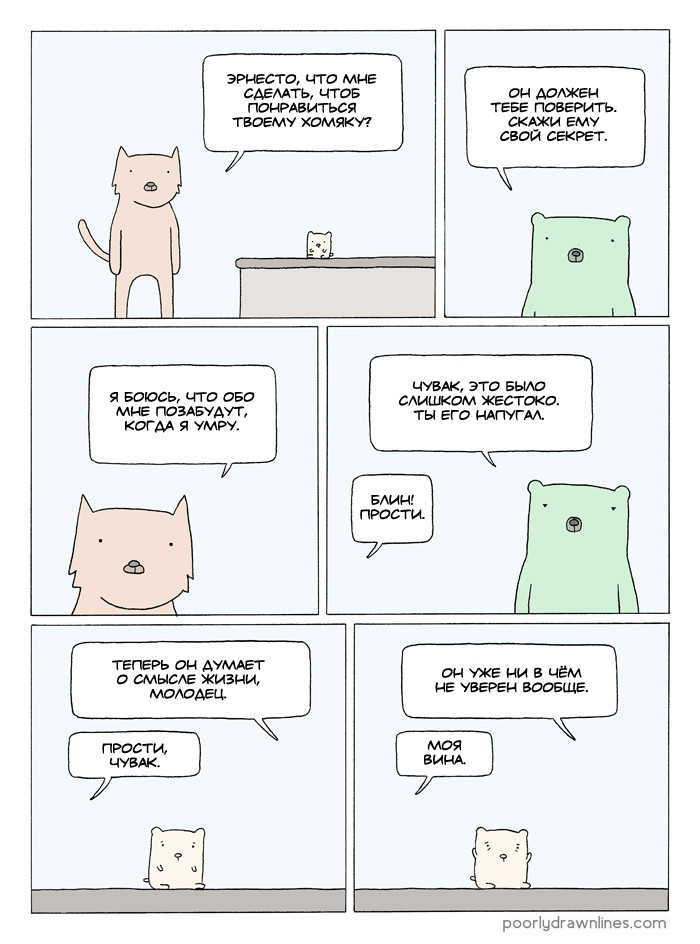 ЭРНЕСТО, ЧТО МНЕ
СДЕЛАТЬ, ЧТОБ
ПОНРАВИТЬСЯ
ТВОЕМУ ХОМЯКУ?
ОН ДОЛЖЕН
ТЕБЕ ПОВЕРИТЬ.
СКАЖИ ЕМУ
СВОЙ СЕКРЕТ.
Я БОЮСЬ, ЧТО ОБО
МНЕ ПОЗАБУДУТ,
КОГДА Я УМРУ.
ЧУВАК, ЭТО БЫЛО
СЛИШКОМ ЖЕСТОКО.
ТЫ ЕГО НАПУГАЛ.
БЛИН!
ПРОСТИ.
ТЕПЕРЬ ОН ДУМАЕТ
О СМЫСЛЕ ЖИЗНИ,
МОЛОДЕЦ.
ПРОСТИ,
ЧУВАК.
ОН УЖЕ НИ В ЧЁМ
НЕ УВЕРЕН ВООБЩЕ.
МОЯ
ВИНА.
poorlydrawnlines.com